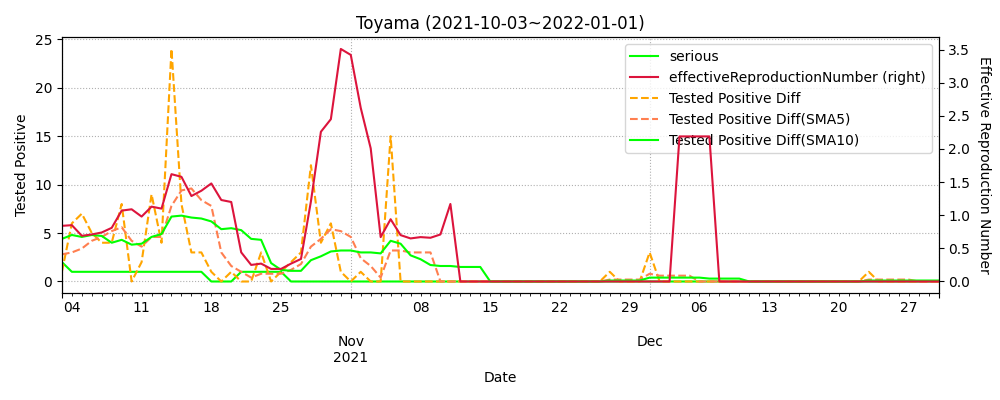 Toyama (2021-10-03~2022-01-01)
25
20
15
10
5
0
Tested Positive
serious
effectiveReproductionNumber (right)
Tested Positive Diff
Tested Positive Diff(SMA5)
Tested Positive Diff(SMA10)
3.5
3.0
2.5
2.0
1.5
1.0
0.5
0.0
Effective Reproduction Number
04 11 18 25 08 15 22 29 06 13 20 27
Nov Dec
2021
Date